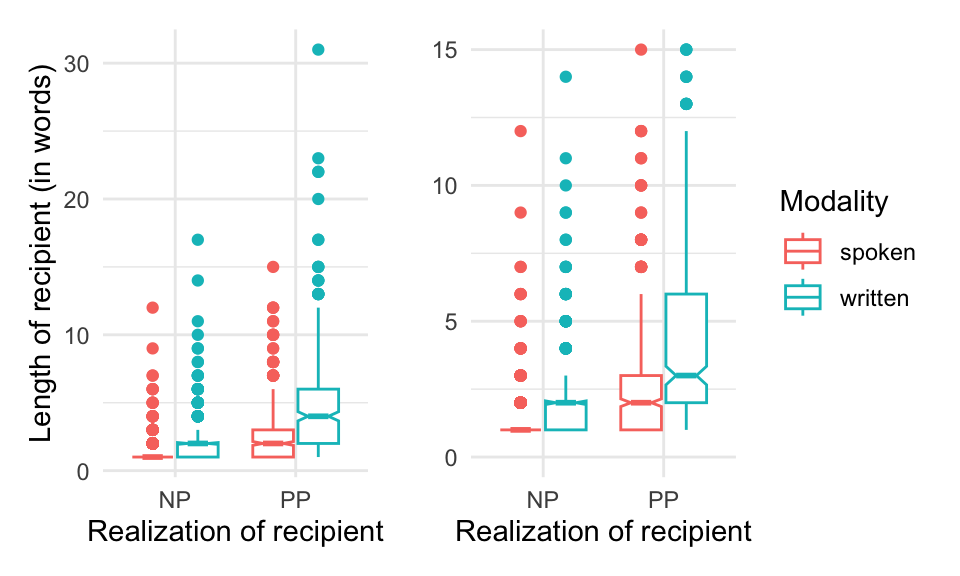 Length of recipient (in words)
30
20
10
0
NP
PP
Realization of recipient
15
10
5
0
NP
PP
Realization of recipient
Modality
spoken
written